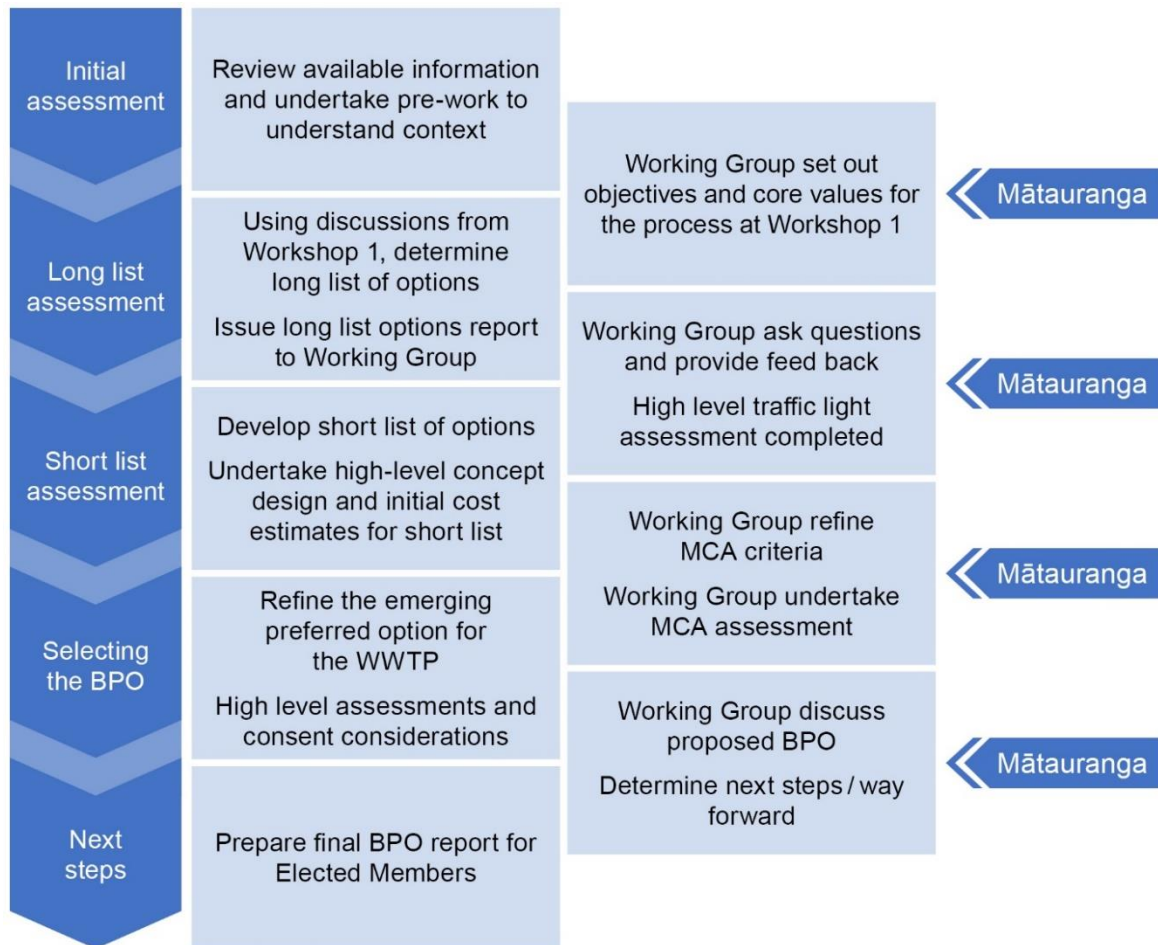 Initial
assessment
Review available information
and undertake pre-work to
understand context
Working Group set out
objectives and core values for
the process at Workshop 1
Mātauranga
Long list
assessment
Using discussions from
Workshop 1, determine
long list of options
Issue long list options report
to Working Group
Working Group ask questions
and provide feed back
High level traffic light
assessment completed
Mātauranga
Short list
assessment
Develop short list of options
Undertake high-level concept
design and initial cost
estimates for short list
Working Group refine
MCA criteria
Working Group undertake
MCA assessment
Mātauranga
Selecting
the BPO
Refine the emerging
preferred option for
the WWTP
High level assessments and
consent considerations
Working Group discuss
proposed BPO
Determine next steps / way
forward
Mātauranga
Next
steps
Prepare final BPO report for
Elected Members